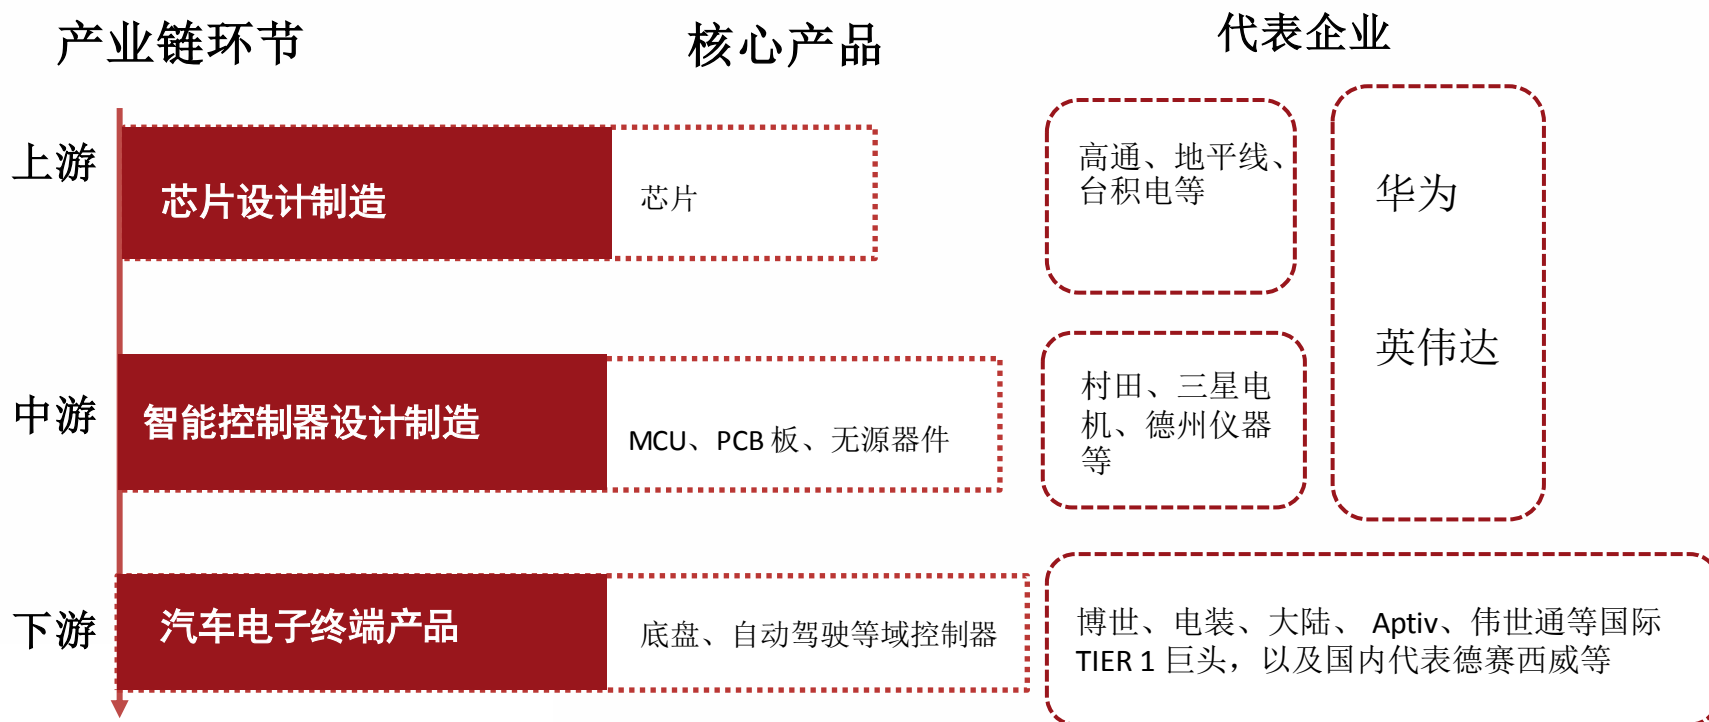 产业链环节
核心产品
代表企业
上游
芯片设计制造
芯片
高通、地平线、
台积电等
华为
英伟达
中游
智能控制器设计制造
MCU、PCB 板、无源器件
村田、三星电
机、德州仪器
等
下游
汽车电子终端产品
底盘、自动驾驶等域控制器
博世、电装、大陆、Aptiv、伟世通等国际
TIER 1 巨头，以及国内代表德赛西威等